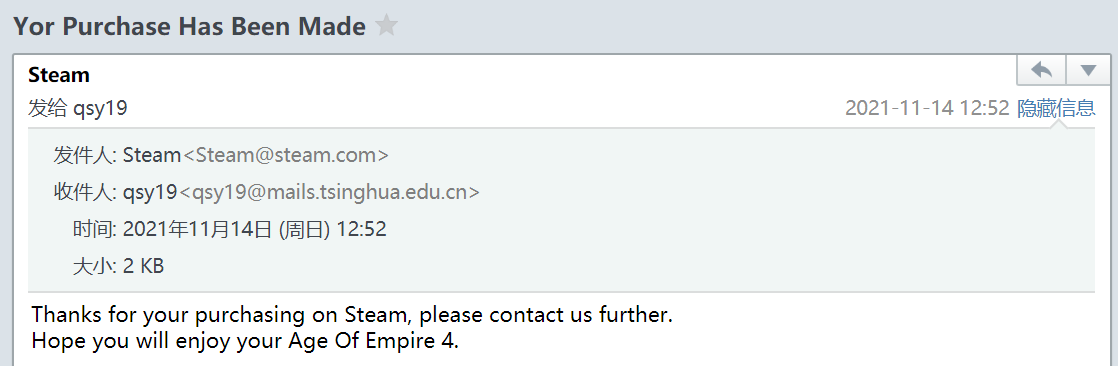 Yor Purchase Has Been Made
Steam
发给 qsy19
2021-11-14 12:52 隐藏信息
发件人: Steam<Steam@steam.com>
收件人: qsy19<qsy19@mails.tsinghua.edu.cn>
时间: 2021年11月14日 (周日) 12:52
大小: 2 KB
Thanks for your purchasing on Steam, please contact us further.
Hope you will enjoy your Age Of Empire 4.